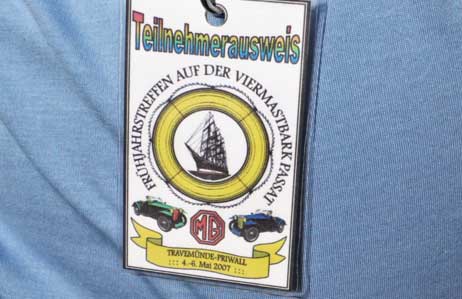 Teilnehmerausweis
FRÜHJAHRSTREFFEN AUF DER VIERMASTBARK PASSAT
MG
TRAVEMÜNDE-PRIWALL
::: 4.-6. Mai 2007 :::